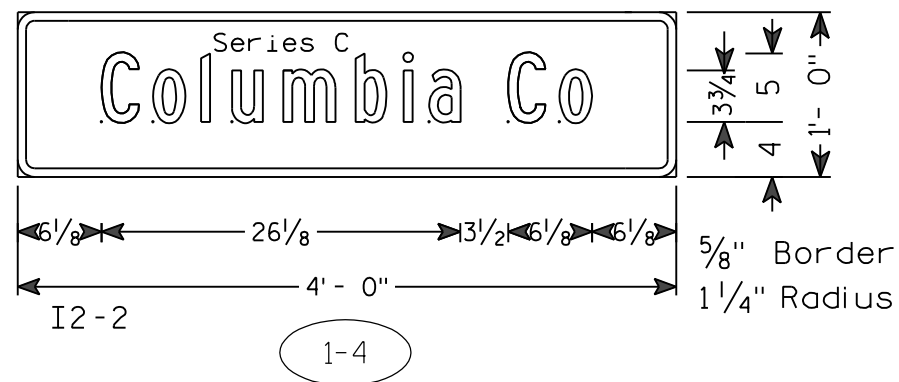 Series C
Columbia Co
3¾ 5 1'- 0"
4
6⅛ 26⅛ 3½ 6⅛ 6⅛
4' - 0"
⅝" Border
1¼" Radius
I2-2
1-4